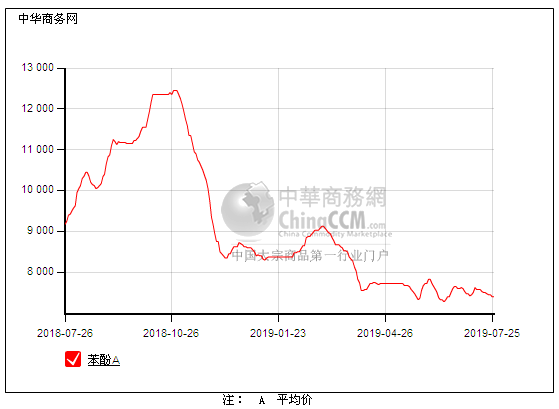 中华商务网
13 000
12 000
11 000
10 000
9 000
8 000
中華商務網
ChinaCCM.com
China Commodity Marketplace
中国大宗商品第一行业门户
2018-07-26
2018-10-26
2019-01-23
2019-04-26
2019-07-25
苯酚A
注： A 平均价